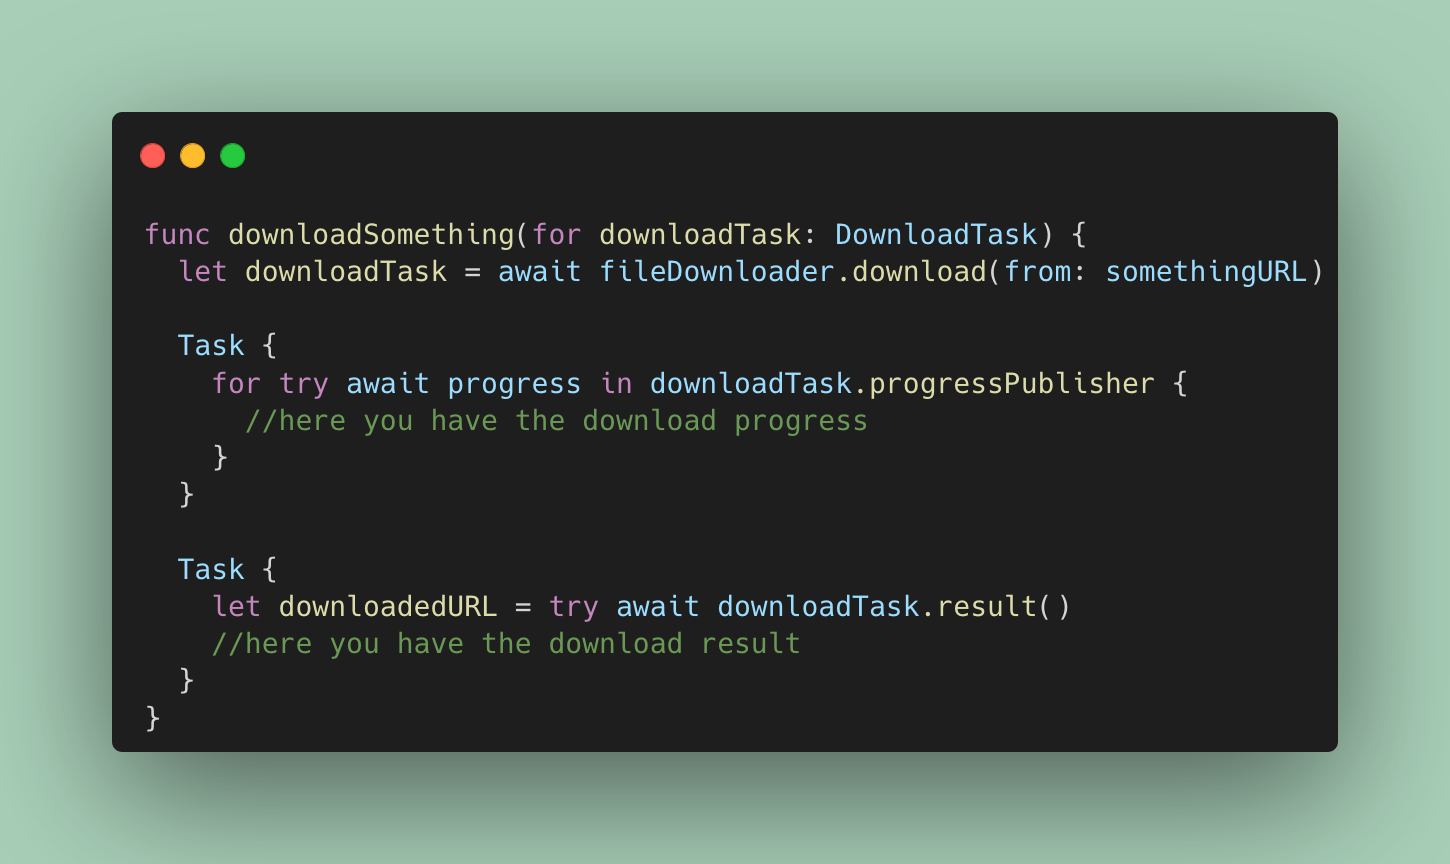 func downloadSomething(for downloadTask: DownloadTask) {
  let downloadTask = await fileDownloader.download(from: somethingURL)
  Task {
    for try await progress in downloadTask.progressPublisher {
      //here you have the download progress
    }
  }
  Task {
    let downloadedURL = try await downloadTask.result()
    //here you have the download result
  }
}